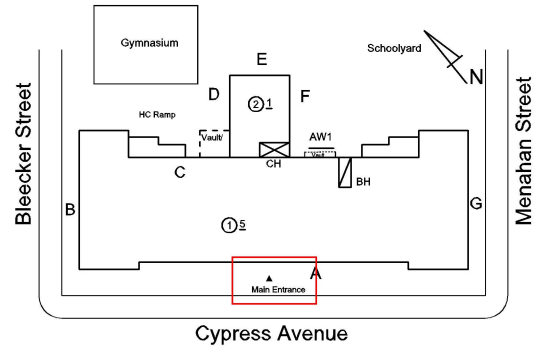 Gymnasium
Schoolyard
N
E
D
F
2 1
HC Ramp
Vault/
AW1
Vault
CH
BH
C
B
G
1 5
A
Main Entrance
Bleecker Street
Menahan Street
Cypress Avenue